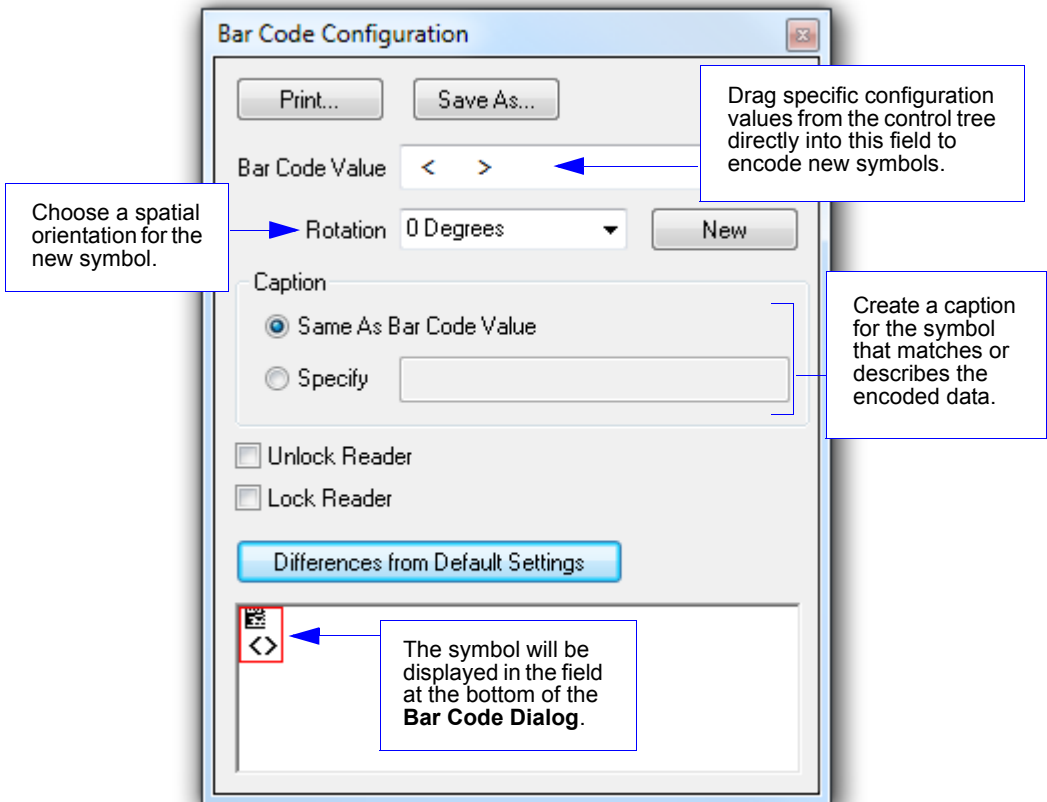 Bar Code Configuration
Print...
Save As...
Drag specific configuration
values from the control tree
directly into this field to
encode new symbols.
Bar Code Value
< >
Choose a spatial
orientation for the
new symbol.
Rotation
0 Degrees
New
Caption
Same As Bar Code Value
Specify
Create a caption
for the symbol
that matches or
describes the
encoded data.
Unlock Reader
Lock Reader
Differences from Default Settings
<>
The symbol will be
displayed in the field
at the bottom of the
Bar Code Dialog.